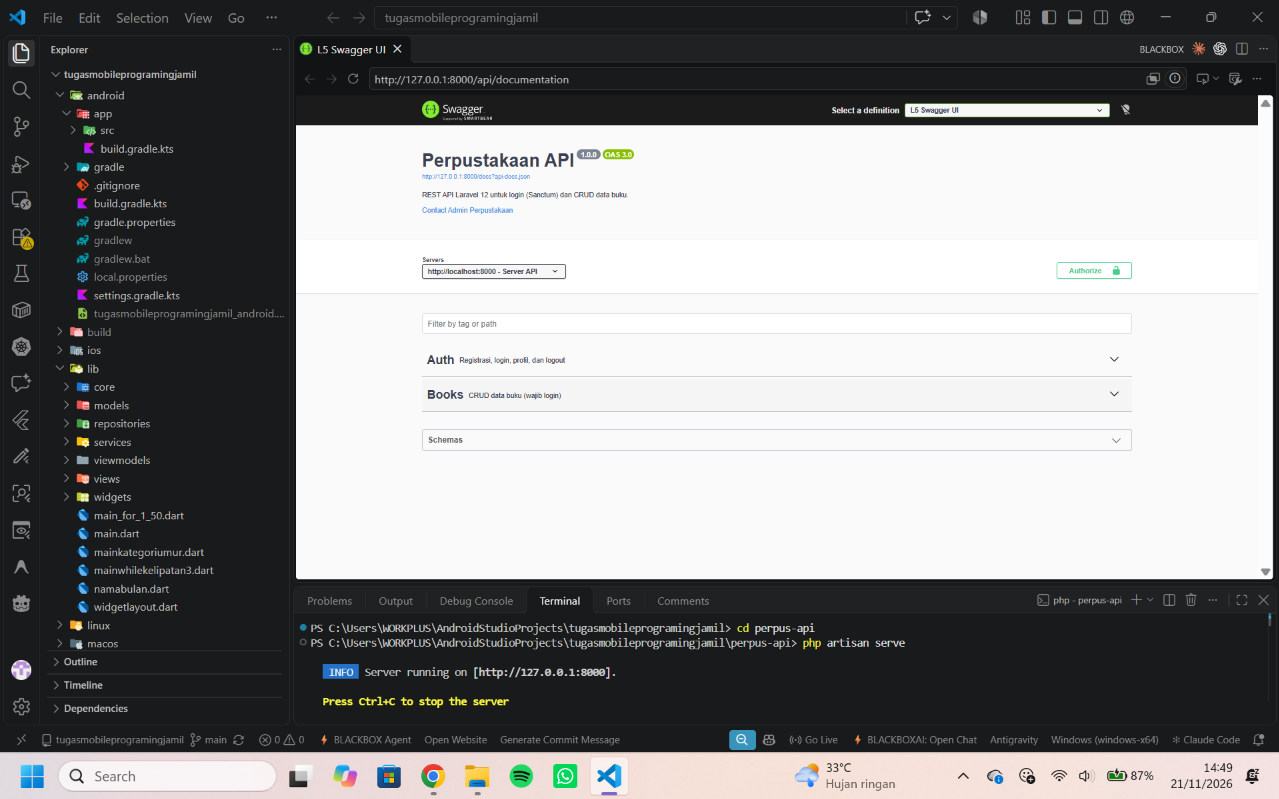 File Edit Selection View Go ··· tugasmobileprogramingjamil
Explorer ···
tugasmobileprogramingjamil
android
app
src
build.gradle.kts
gradle
.gitignore
build.gradle.kts
gradle.properties
gradlew
gradlew.bat
local.properties
settings.gradle.kts
tugasmobileprogramingjamil_android....
build
ios
lib
core
models
repositories
services
viewmodels
views
widgets
main_for_1_50.dart
main.dart
mainkategoriumur.dart
mainwhilekelipatan3.dart
namabulan.dart
widgetlayout.dart
linux
macos
Outline
Timeline
Dependencies
L5 Swagger UI
BLACKBOX
http://127.0.0.1:8000/api/documentation
Swagger
Supported by SMARTBEAR
Select a definition L5 Swagger UI
Perpustakaan API 1.0.0 OAS 3.0
http://127.0.0.1:8000/docs?api-docs.json
REST API Laravel 12 untuk login (Sanctum) dan CRUD data buku.
Contact Admin Perpustakaan
Servers
http://localhost:8000 - Server API
Authorize
Filter by tag or path
Auth Registrasi, login, profil, dan logout
Books CRUD data buku (wajib login)
Schemas
Problems Output Debug Console Terminal Ports Comments
php - perpus-api
PS C:\Users\WORKPLUS\AndroidStudioProjects\tugasmobileprogramingjamil> cd perpus-api
PS C:\Users\WORKPLUS\AndroidStudioProjects\tugasmobileprogramingjamil\perpus-api> php artisan serve
INFO Server running on [http://127.0.0.1:8000].
Press Ctrl+C to stop the server
tugasmobileprogramingjamil main 0 0 BLACKBOX Agent Open Website Generate Commit Message Go Live BLACKBOXAI: Open Chat Antigravity Windows (windows-x64) Claude Code
Search
33°C
Hujan ringan
87%
14:49
21/11/2026